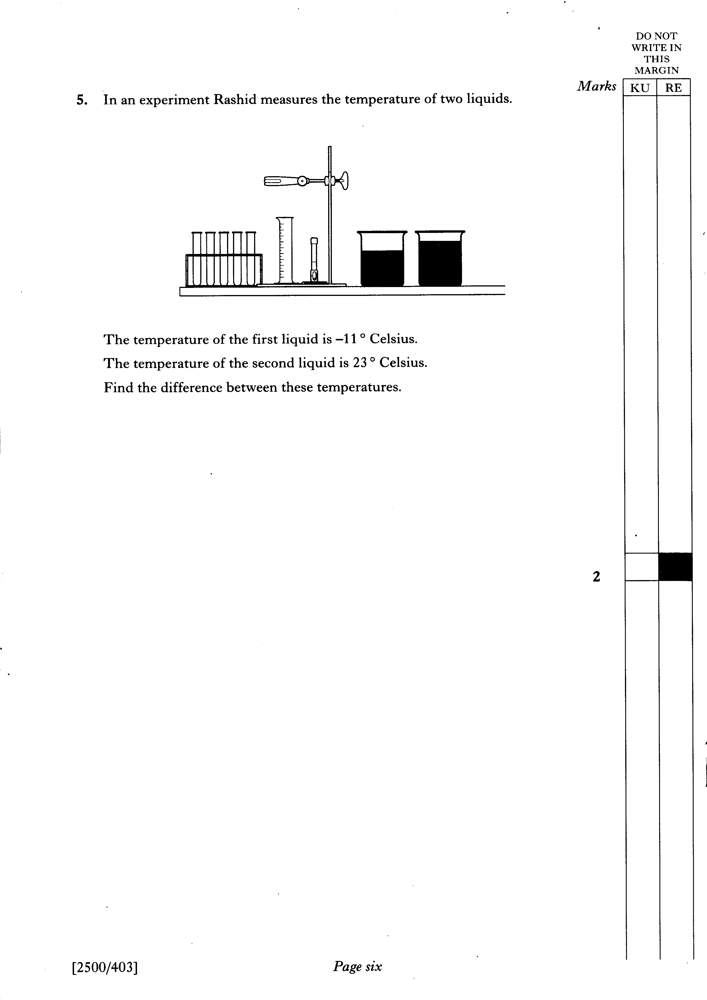 DO NOT
WRITE IN
THIS
MARGIN
Marks
KU RE
5. In an experiment Rashid measures the temperature of two liquids.
The temperature of the first liquid is –11 ° Celsius.
The temperature of the second liquid is 23 ° Celsius.
Find the difference between these temperatures.
2
[2500/403]
Page six